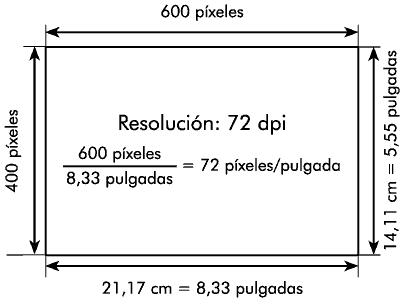 600 píxeles
400 píxeles
Resolución: 72 dpi
600 píxeles
8,33 pulgadas
= 72 píxeles/pulgada
14,11 cm = 5,55 pulgadas
21,17 cm = 8,33 pulgadas